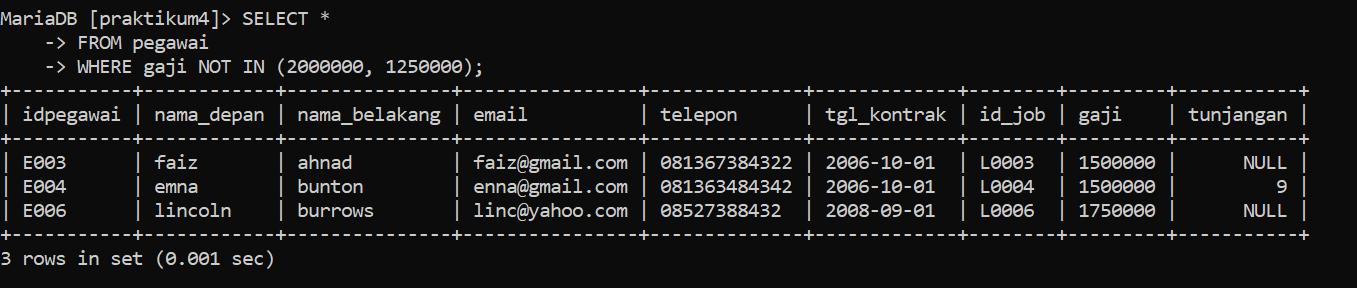 MariaDB [praktikum4]> SELECT *
    -> FROM pegawai
    -> WHERE gaji NOT IN (2000000, 1250000);
+-----------+------------+---------------+----------------+--------------+-------------+--------+---------+-----------+
| idpegawai | nama_depan | nama_belakang | email          | telepon      | tgl_kontrak | id_job | gaji    | tunjangan |
+-----------+------------+---------------+----------------+--------------+-------------+--------+---------+-----------+
| E003      | faiz       | ahnad         | faiz@gmail.com | 081367384322 | 2006-10-01  | L0003  | 1500000 |      NULL |
| E004      | emna       | bunton        | enna@gmail.com | 081363484342 | 2006-10-01  | L0004  | 1500000 |         9 |
| E006      | lincoln    | burrows       | linc@yahoo.com | 08527388432  | 2008-09-01  | L0006  | 1750000 |      NULL |
+-----------+------------+---------------+----------------+--------------+-------------+--------+---------+-----------+
3 rows in set (0.001 sec)